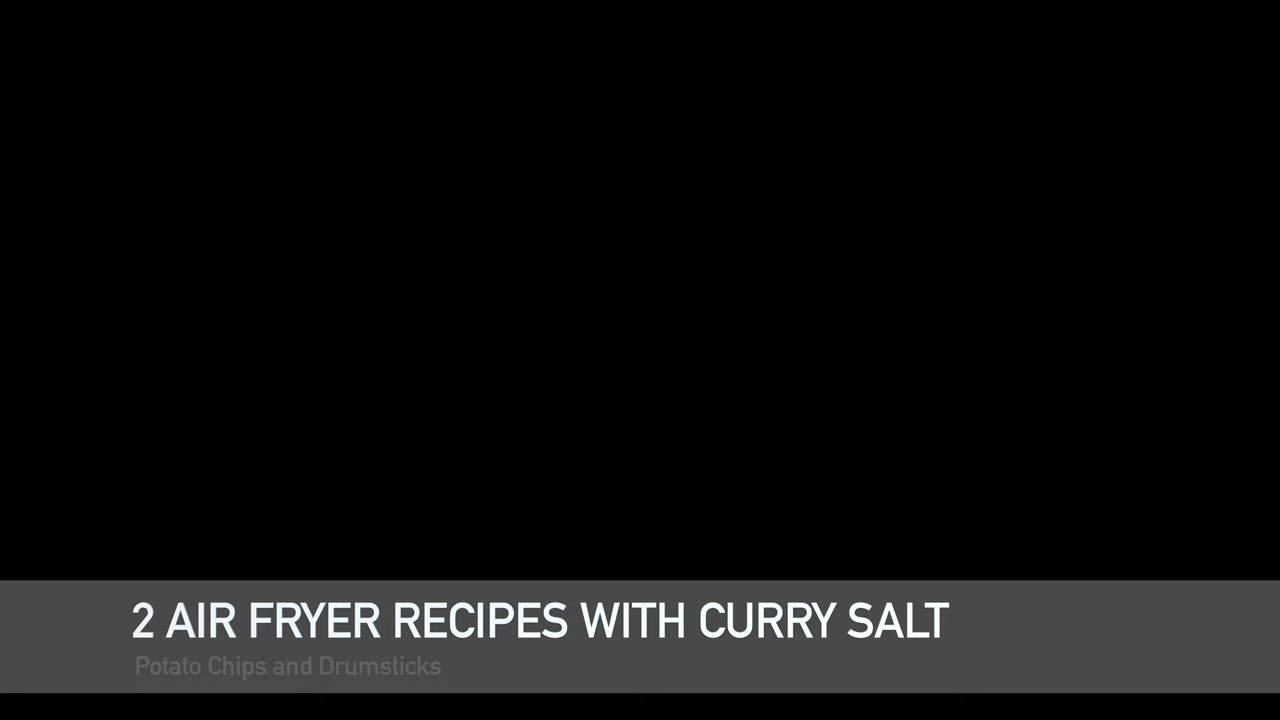 2 AIR FRYER RECIPES WITH CURRY SALT
Potato Chips and Drumsticks